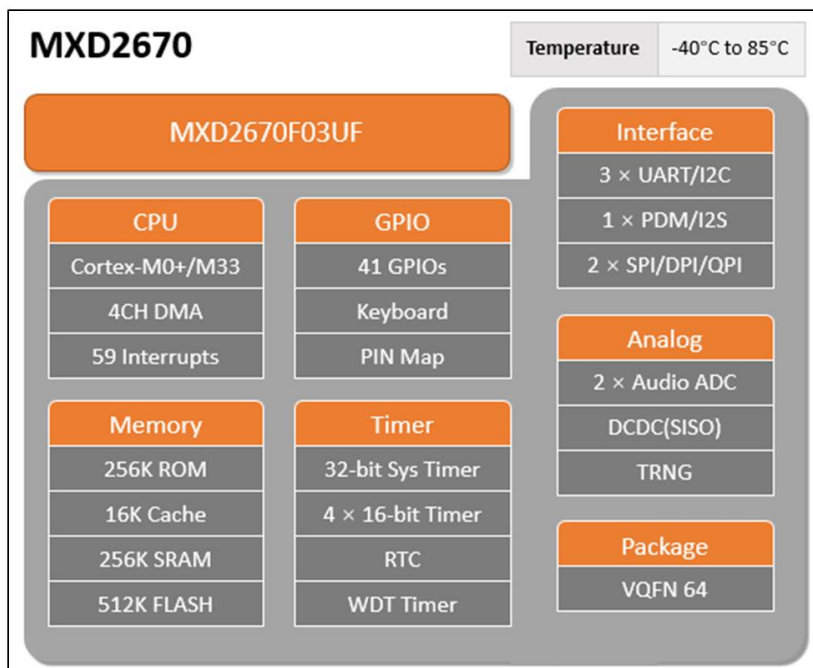 MXD2670
Temperature
-40°C to 85°C
MXD2670F03UF
CPU
Cortex-M0+/M33
4CH DMA
59 Interrupts
GPIO
41 GPIOs
Keyboard
PIN Map
Memory
256K ROM
16K Cache
256K SRAM
512K FLASH
Timer
32-bit Sys Timer
4 × 16-bit Timer
RTC
WDT Timer
Interface
3 × UART/I2C
1 × PDM/I2S
2 × SPI/DPI/QPI
Analog
2 × Audio ADC
DCDC(SISO)
TRNG
Package
VQFN 64